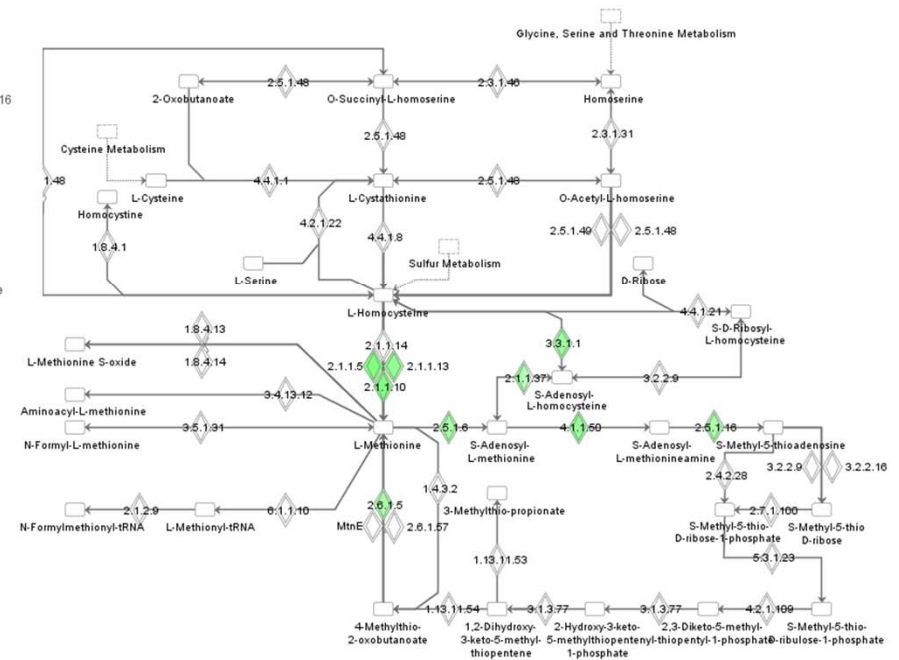 Glycine, Serine and Threonine Metabolism
2.5.1.48
2.3.1.46
16
2-Oxobutanoate
O-Succinyl-L-homoserine
Homoserine
2.5.1.48
2.3.1.31
Cysteine Metabolism
1.48
4.4.1.1
2.5.1.48
L-Cysteine
L-Cystathionine
O-Acetyl-L-homoserine
Homocystine
4.2.1.22
4.4.1.8
2.5.1.49
2.5.1.48
1.8.4.1
Sulfur Metabolism
L-Serine
D-Ribose
e
L-Homocysteine
4.4.1.21
S-D-Ribosyl-
L-homocysteine
1.8.4.13
2.1.1.14
3.3.1.1
L-Methionine S-oxide
1.8.4.14
2.1.1.5
2.1.1.13
2.1.1.10
2.1.1.37
3.2.2.9
S-Adenosyl-
L-homocysteine
3.4.13.12
Aminoacyl-L-methionine
3.5.1.31
2.5.1.6
4.1.1.50
2.5.1.16
N-Formyl-L-methionine
L-Methionine
S-Adenosyl-
L-methionine
S-Adenosyl-
L-methionineamine
S-Methyl-5-thioadenosine
2.4.2.28
3.2.2.9
3.2.2.16
1.4.3.2
2.1.2.9
6.1.1.10
2.6.1.5
3-Methylthio-propionate
2.7.1.100
N-Formylmethionyl-tRNA
L-Methionyl-tRNA
MtnE
2.6.1.57
S-Methyl-5-thio-
D-ribose-1-phosphate
S-Methyl-5-thio
D-ribose
1.13.11.53
5.3.1.23
1.13.11.54
3.1.3.77
3.1.3.77
4.2.1.109
4-Methylthio-
2-oxobutanoate
1,2-Dihydroxy-
3-keto-5-methyl-
thiopentene
2-Hydroxy-3-keto-
5-methylthiopentenyl-
1-phosphate
2,3-Diketo-5-methyl-
thiopentyl-1-phosphate
S-Methyl-5-thio-
D-ribulose-1-phosphate